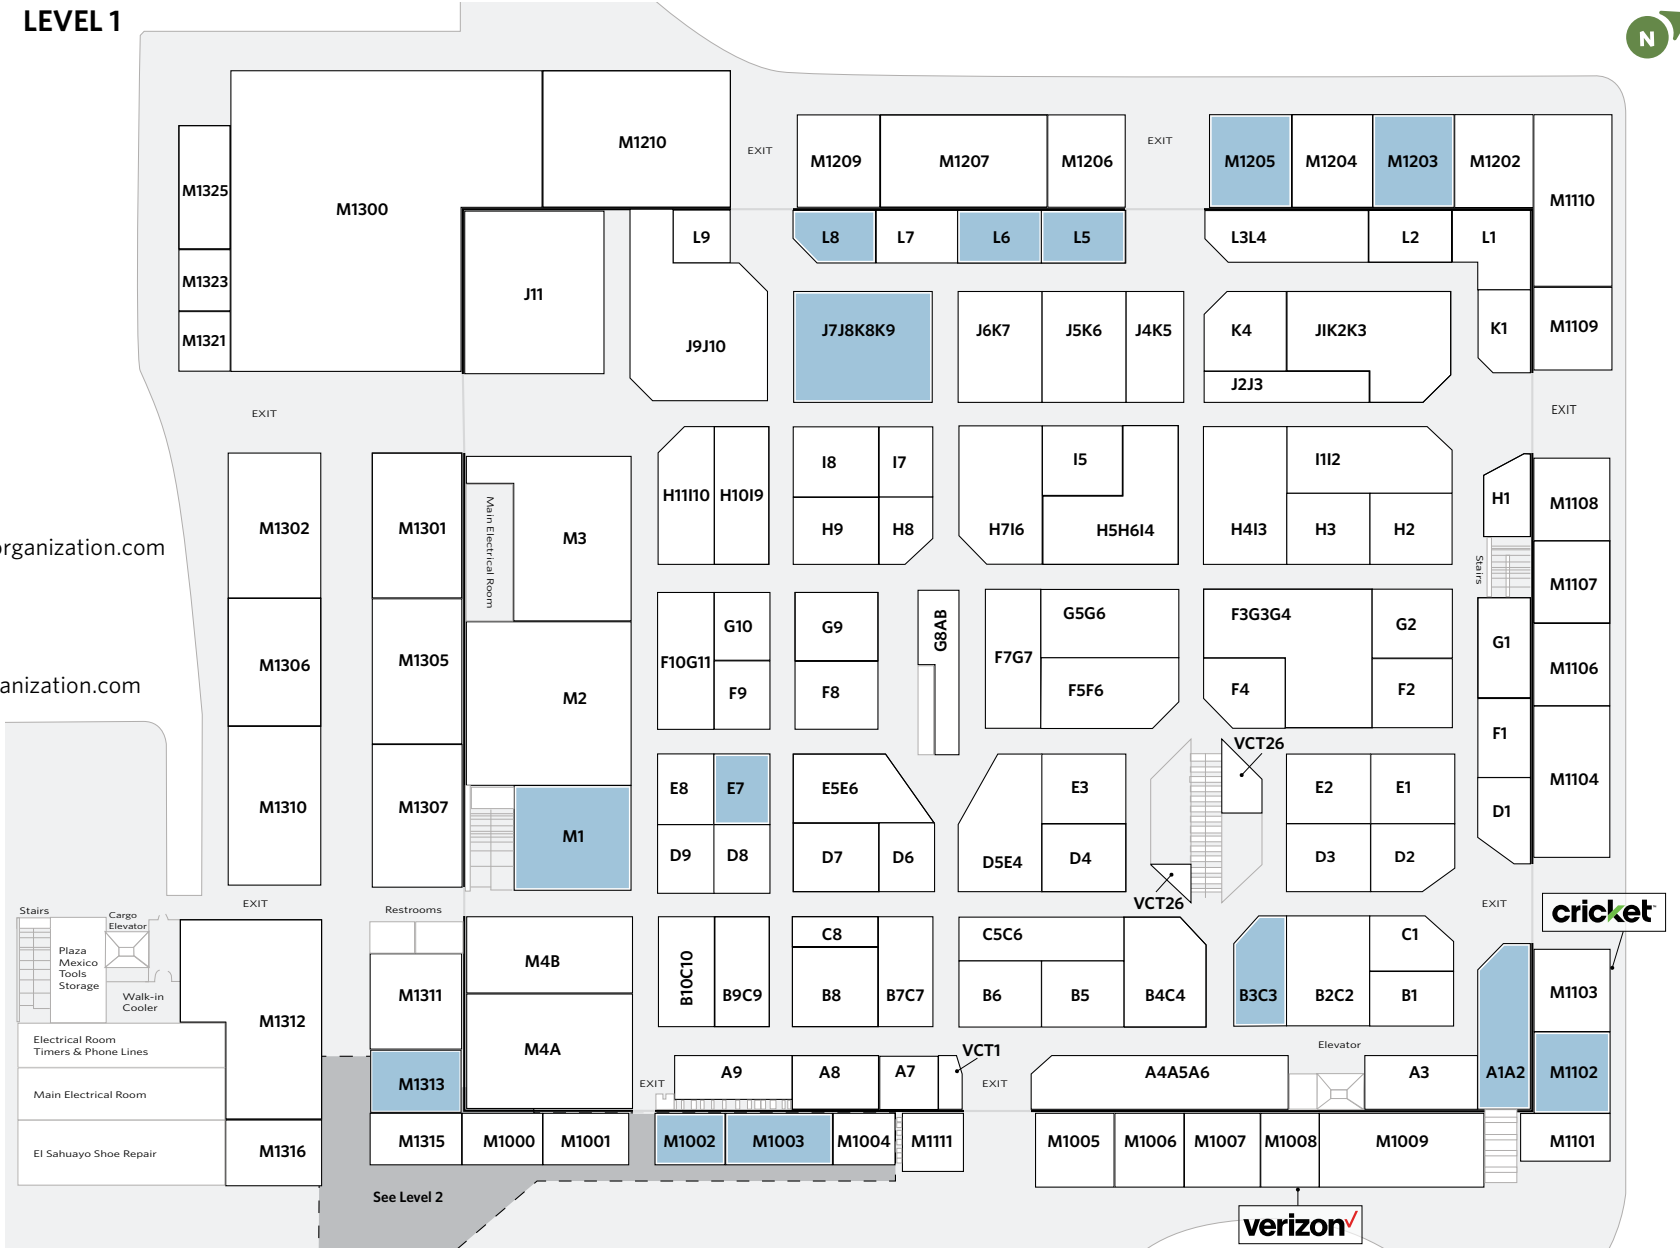 LEVEL 1
N
M1210
EXIT
M1209
M1207
M1206
EXIT
M1205
M1204
M1203
M1202
M1110
M1325
M1300
L9
L8
L7
L6
L5
L3L4
L2
L1
M1323
J11
M1321
J9J10
J7J8K8K9
J6K7
J5K6
J4K5
K4
J1K2K3
J2J3
K1
M1109
EXIT
EXIT
M1302
M1301
Main Electrical Room
M3
H11I10
H10I9
I8
I7
H9
H8
H7I6
I5
H5H6I4
H4I3
I1I2
H3
H2
H1
M1108
organization.com
Stairs
M1107
M1306
M1305
M2
F10G11
G10
F9
G9
F8
G8AB
F7G7
G5G6
F5F6
F3G3G4
F4
G2
F2
G1
M1106
anization.com
F1
VCT26
M1310
M1307
M1
E8
E7
E5E6
E3
E2
E1
M1104
D1
D9
D8
D7
D6
D5E4
D4
D3
D2
VCT26
EXIT
EXIT
cricket
Stairs
Cargo
Elevator
Restrooms
Plaza
Mexico
Tools
Storage
Walk-in
Cooler
M1312
M1311
M4B
M4A
B10C10
B9C9
C8
B8
B7C7
C5C6
B6
B5
B4C4
B3C3
B2C2
C1
B1
M1103
Electrical Room
Timers & Phone Lines
Main Electrical Room
M1313
EXIT
A9
A8
A7
VCT1
EXIT
A4A5A6
Elevator
A3
A1A2
M1102
El Sahuayo Shoe Repair
M1316
M1315
M1000
M1001
M1002
M1003
M1004
M1111
M1005
M1006
M1007
M1008
M1009
M1101
See Level 2
verizon